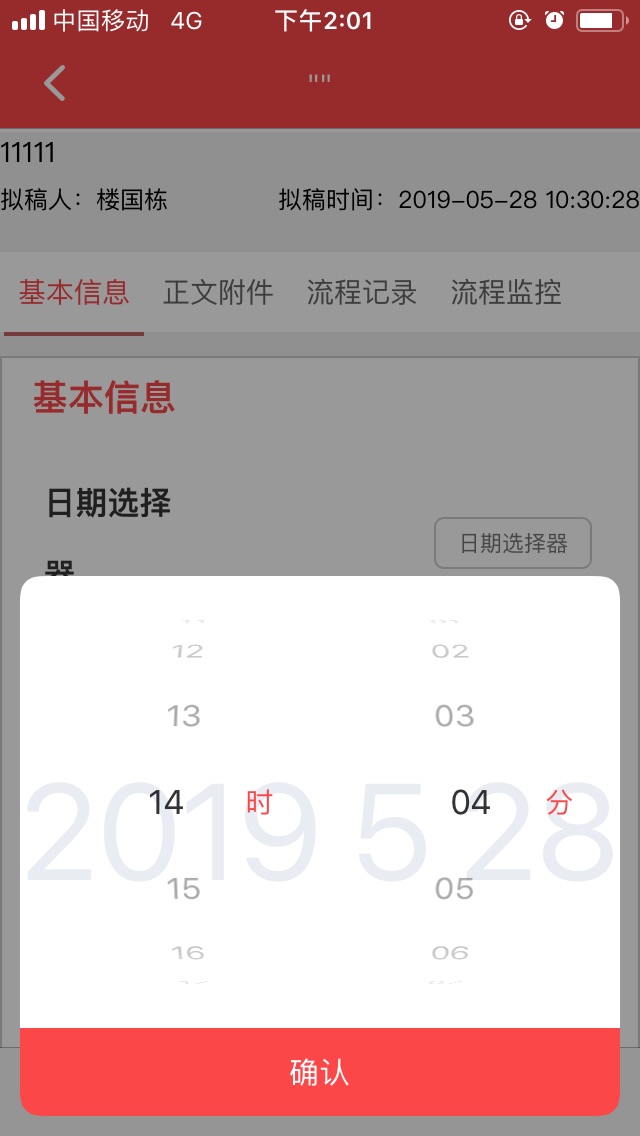 中国移动 4G 下午2:01
""
11111
拟稿人：楼国栋 拟稿时间：2019-05-28 10:30:28
基本信息 正文附件 流程记录 流程监控
基本信息
日期选择
器
日期选择器
12 02
13 03
2019 5 28
14 时 04 分
15 05
16 06
确认